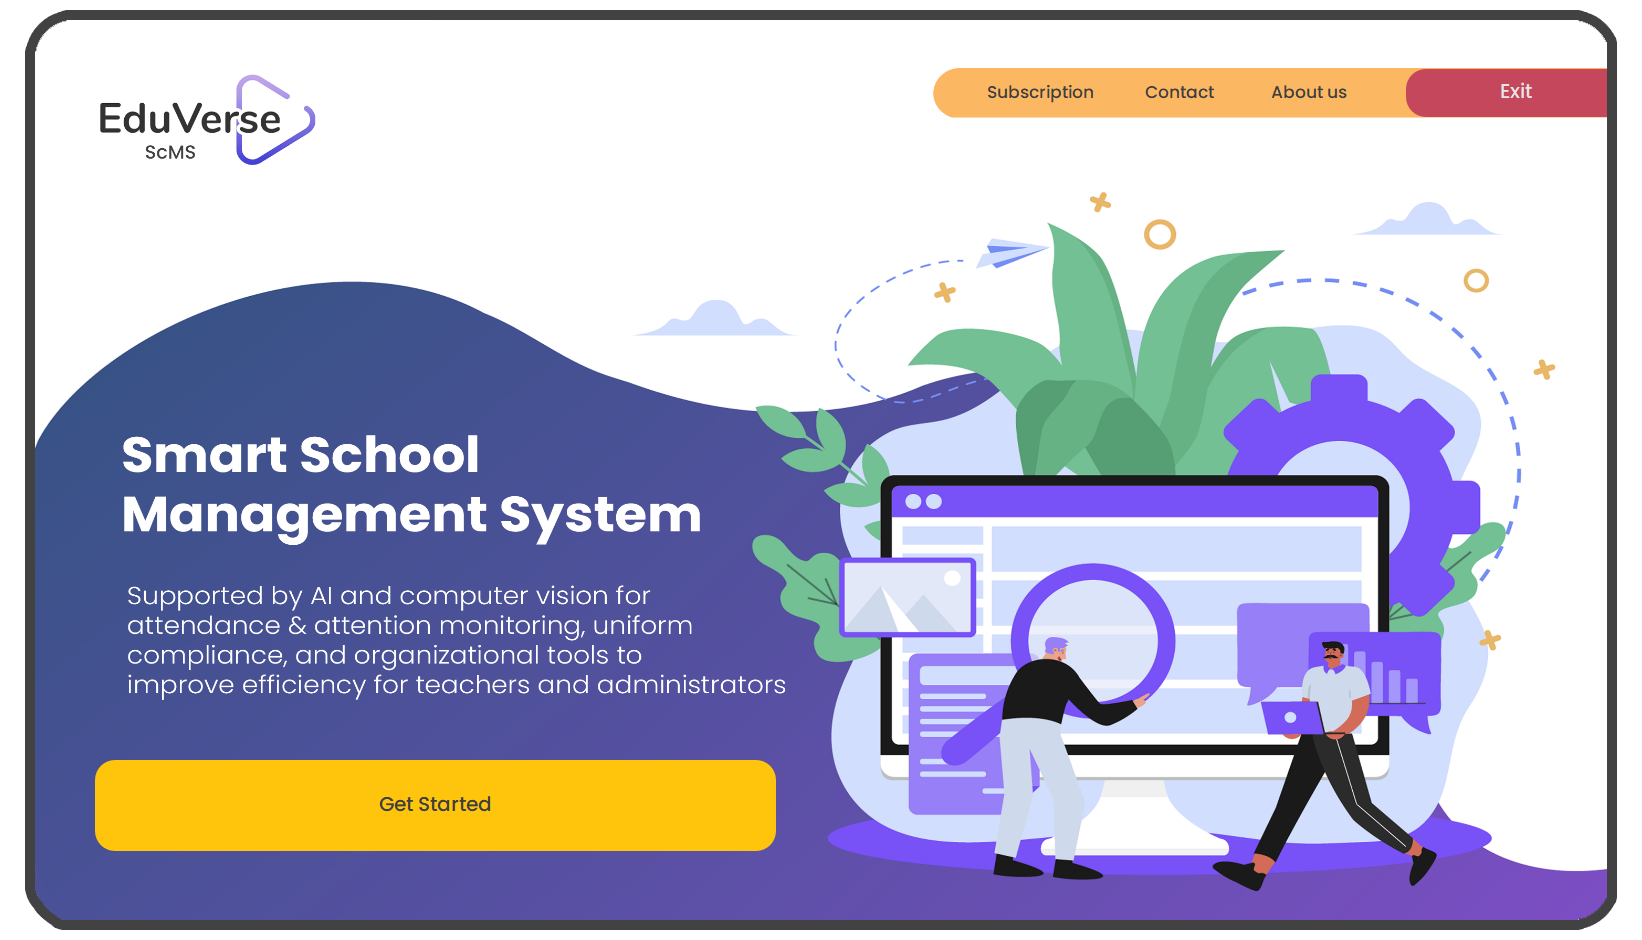 EduVerse
ScMS
Subscription
Contact
About us
Exit
Smart School
Management System
Supported by AI and computer vision for
attendance & attention monitoring, uniform
compliance, and organizational tools to
improve efficiency for teachers and administrators
Get Started